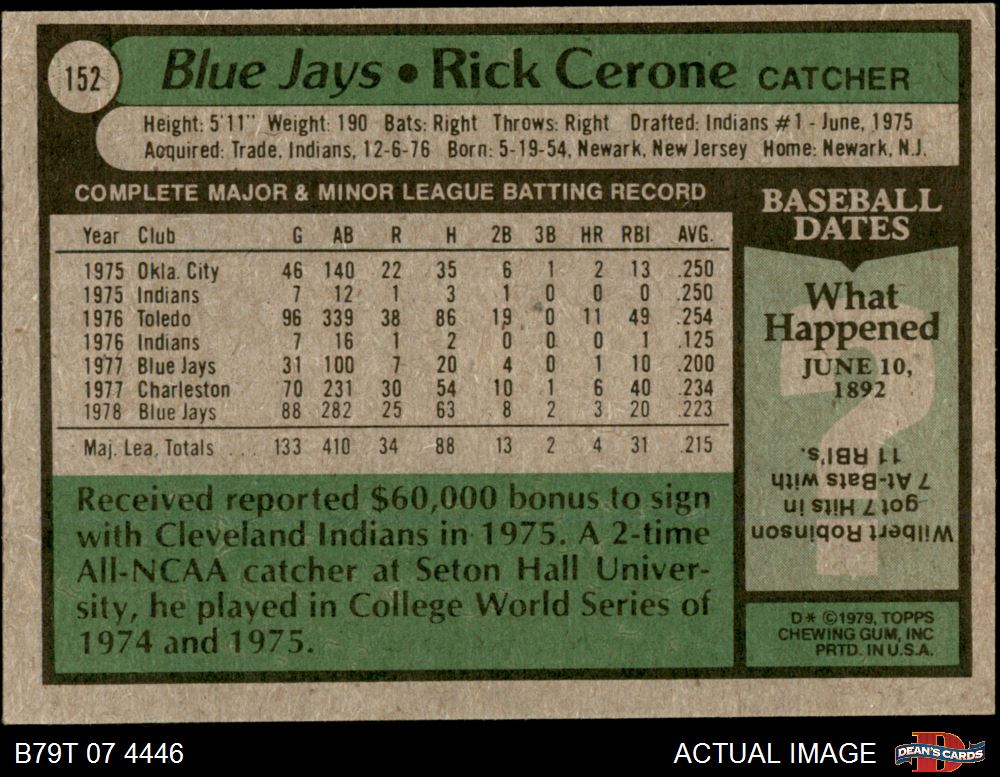 152
Blue Jays • Rick Cerone CATCHER
Height: 5'11" Weight: 190 Bats: Right Throws: Right Drafted: Indians #1 - June, 1975
Acquired: Trade, Indians, 12-6-76 Born: 5-19-54, Newark, New Jersey Home: Newark, N.J.
COMPLETE MAJOR & MINOR LEAGUE BATTING RECORD
Year Club G AB R H 2B 3B HR RBI AVG.
1975 Okla. City 46 140 22 35 6 1 2 13 .250
1975 Indians 7 12 1 3 1 0 0 0 .250
1976 Toledo 96 339 38 86 19 0 11 49 .254
1976 Indians 7 16 1 2 0 0 0 1 .125
1977 Blue Jays 31 100 7 20 4 0 1 10 .200
1977 Charleston 70 231 30 54 10 1 6 40 .234
1978 Blue Jays 88 282 25 63 8 2 3 20 .223
Maj. Lea. Totals ... 133 410 34 88 13 2 4 31 .215
Received reported $60,000 bonus to sign
with Cleveland Indians in 1975. A 2-time
All-NCAA catcher at Seton Hall Univer-
sity, he played in College World Series of
1974 and 1975.
BASEBALL
DATES
What
Happened
JUNE 10,
1892
?
Wilbert Robinson
got 7 Hits in
7 At-Bats with
11 RBI's.
D* ©1979, TOPPS
CHEWING GUM, INC
PRTD. IN U.S.A.
B79T 07 4446
ACTUAL IMAGE
D
DEAN'S CARDS